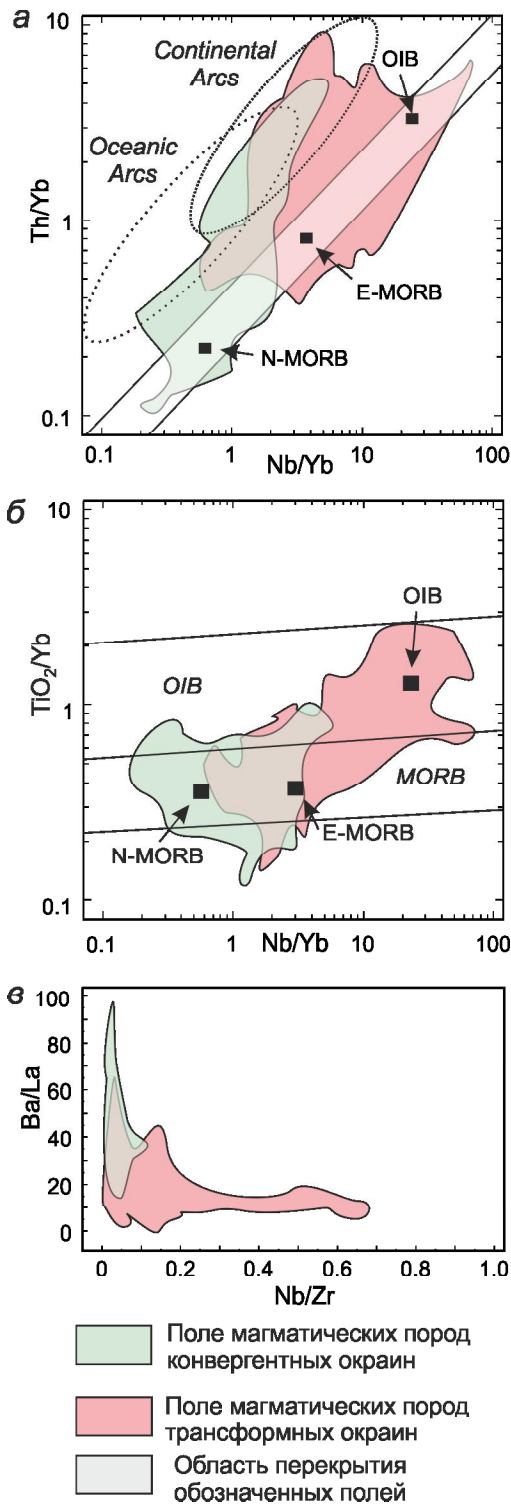 а
10
Continental
Arcs
OIB
Oceanic
Arcs
Th/Yb
1
E-MORB
N-MORB
0.1
0.1
1
10
100
Nb/Yb
б
10
OIB
TiO₂/Yb
OIB
1
MORB
N-MORB
E-MORB
0.1
0.1
1
10
100
Nb/Yb
в
100
80
Ba/La
60
40
20
0
0
0.2
0.4
0.6
0.8
1.0
Nb/Zr
Поле магматических пород
конвергентных окраин
Поле магматических пород
трансформных окраин
Область перекрытия
обозначенных полей